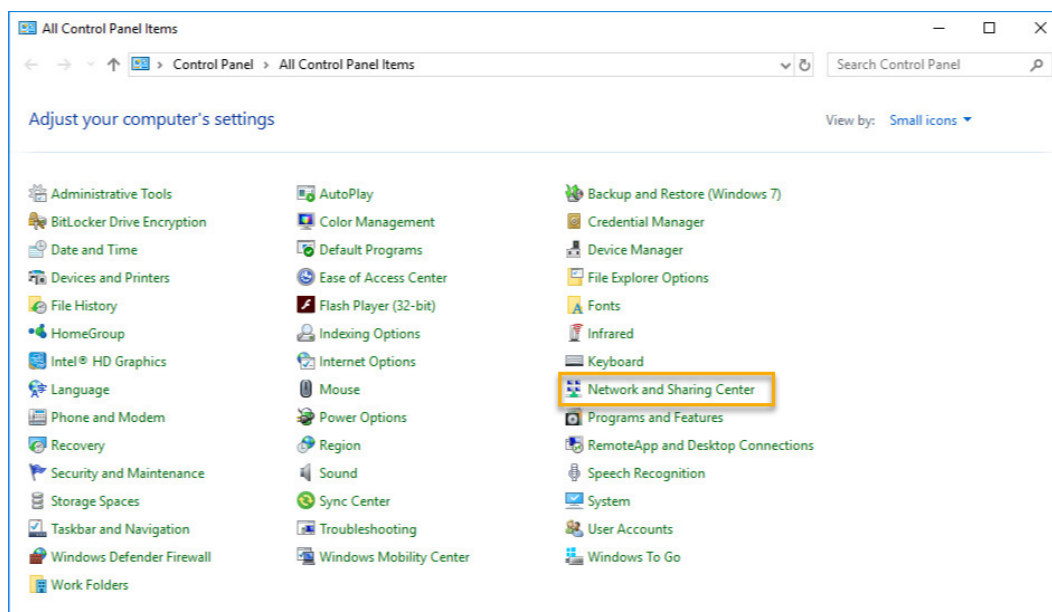 All Control Panel Items
Control Panel > All Control Panel Items
Search Control Panel
Adjust your computer's settings
View by: Small icons
Administrative Tools
AutoPlay
Backup and Restore (Windows 7)
BitLocker Drive Encryption
Color Management
Credential Manager
Date and Time
Default Programs
Device Manager
Devices and Printers
Ease of Access Center
File Explorer Options
File History
Flash Player (32-bit)
Fonts
HomeGroup
Indexing Options
Infrared
Intel® HD Graphics
Internet Options
Keyboard
Language
Mouse
Network and Sharing Center
Phone and Modem
Power Options
Programs and Features
Recovery
Region
RemoteApp and Desktop Connections
Security and Maintenance
Sound
Speech Recognition
Storage Spaces
Sync Center
System
Taskbar and Navigation
Troubleshooting
User Accounts
Windows Defender Firewall
Windows Mobility Center
Windows To Go
Work Folders